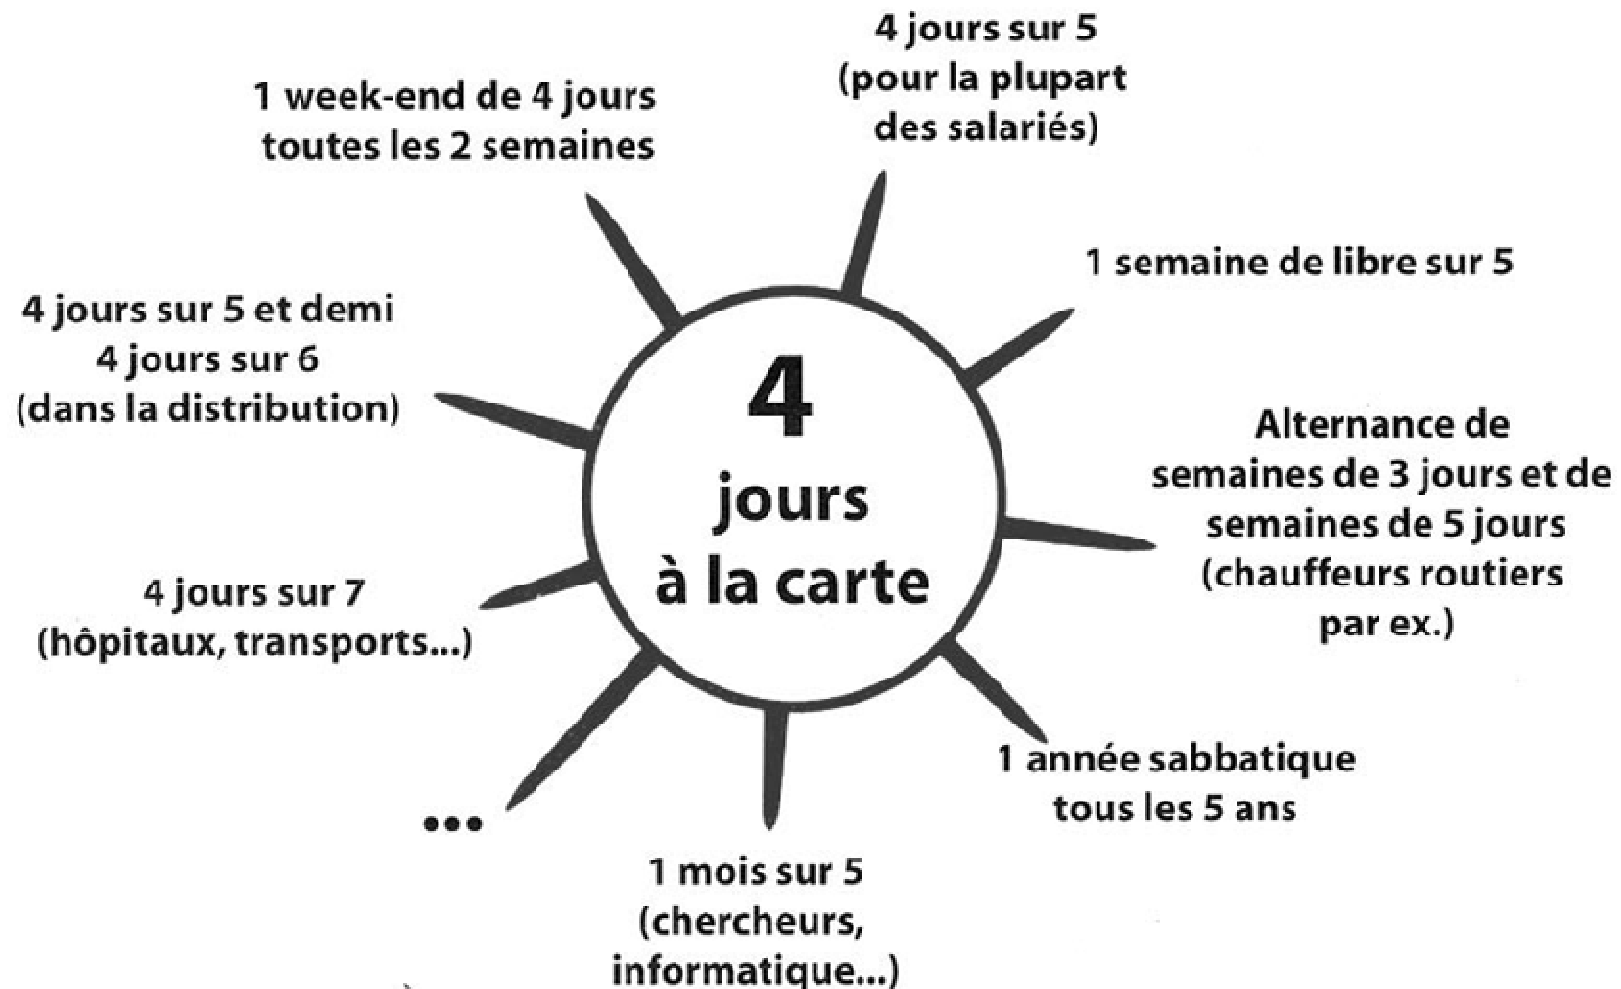 4 jours sur 5
(pour la plupart
des salariés)
1 semaine de libre sur 5
Alternance de
semaines de 3 jours et de
semaines de 5 jours
(chauffeurs routiers
par ex.)
1 année sabbatique
tous les 5 ans
1 mois sur 5
(chercheurs,
informatique...)
...
4 jours sur 7
(hôpitaux, transports...)
4 jours sur 5 et demi
4 jours sur 6
(dans la distribution)
1 week-end de 4 jours
toutes les 2 semaines
4
jours
à la carte